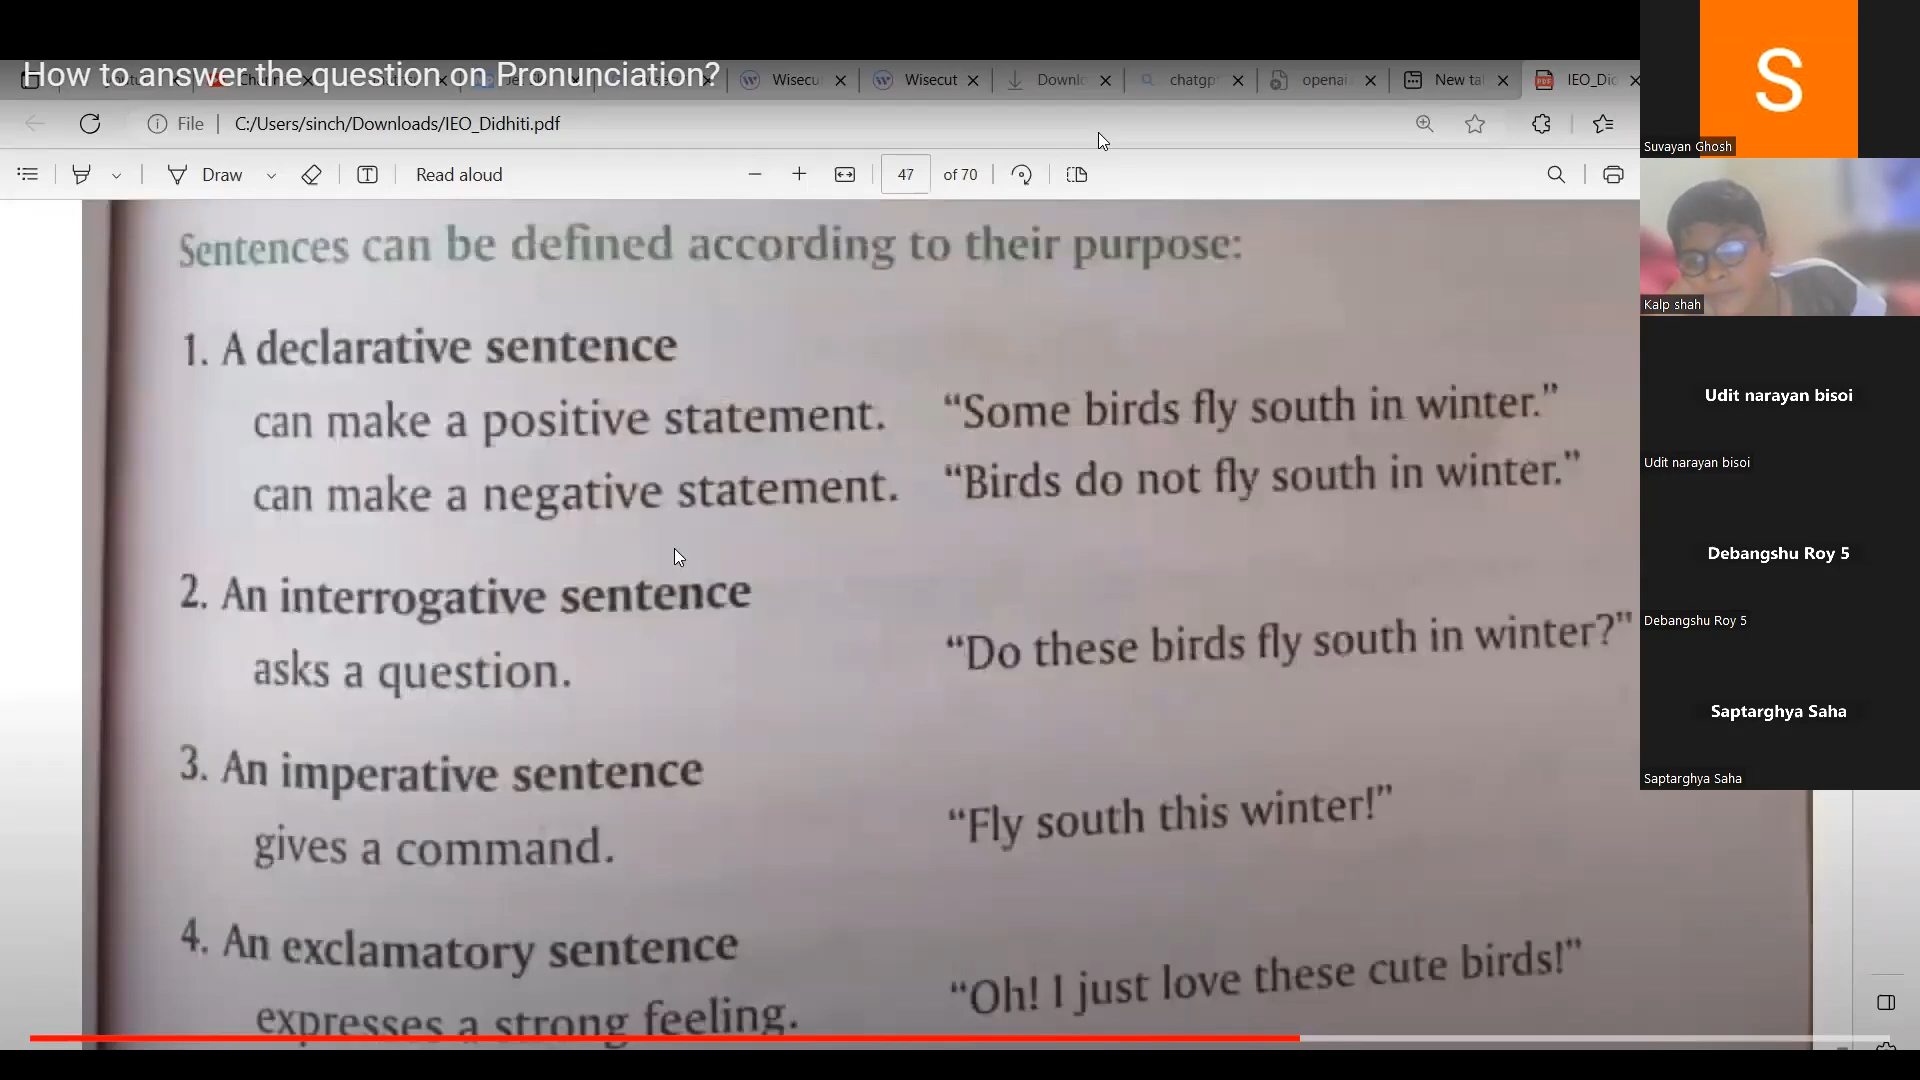 How to answer the question on Pronunciation?
Wisecu
Wisecut
Downlo
chatgp
openai
New tal
IEO_Did
File
C:/Users/sinch/Downloads/IEO_Didhiti.pdf
Draw
Read aloud
47
of 70
Sentences can be defined according to their purpose:
1. A declarative sentence
can make a positive statement. “Some birds fly south in winter.”
can make a negative statement. “Birds do not fly south in winter.”
2. An interrogative sentence
asks a question. “Do these birds fly south in winter?”
3. An imperative sentence
gives a command. “Fly south this winter!”
4. An exclamatory sentence
expresses a strong feeling. “Oh! I just love these cute birds!”
S
Suvayan Ghosh
Kalp shah
Udit narayan bisoi
Udit narayan bisoi
Debangshu Roy 5
Debangshu Roy 5
Saptarghya Saha
Saptarghya Saha